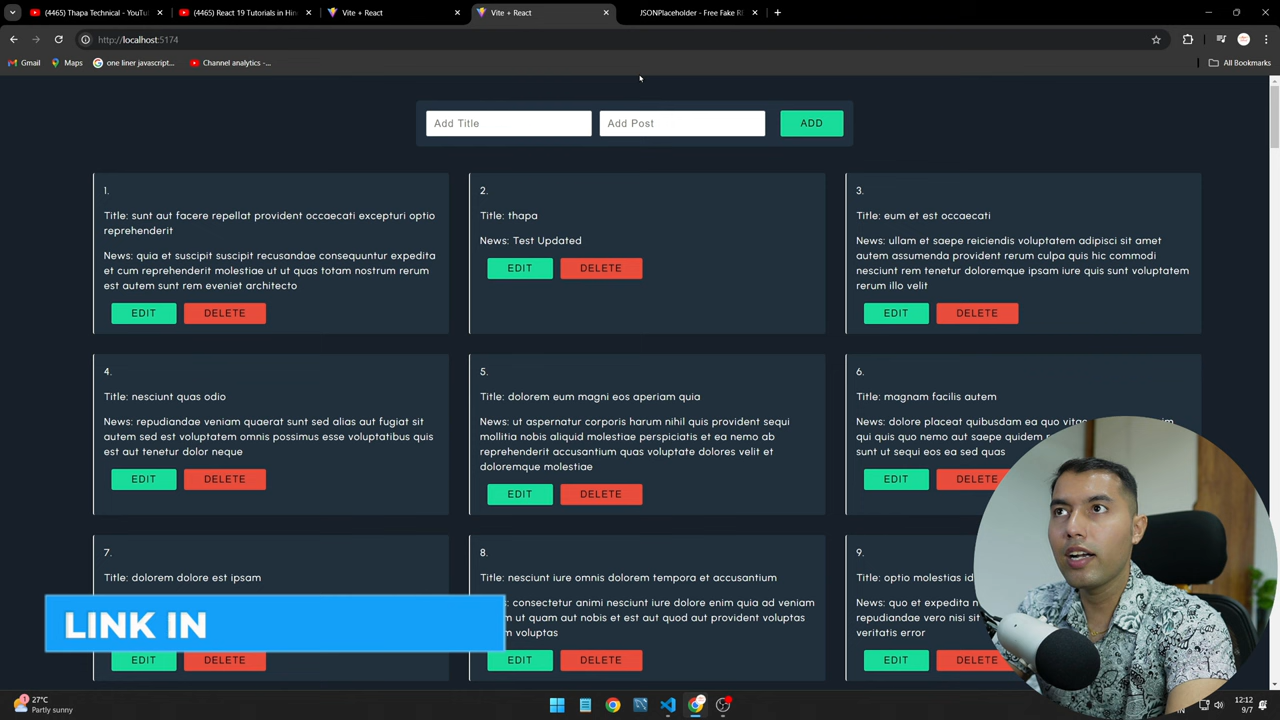 (4465) Thapa Technical - YouTu
(4465) React 19 Tutorials in Hin
Vite + React
Vite + React
JSONPlaceholder - Free Fake RE
http://localhost:5174
Gmail
Maps
one liner javascript...
Channel analytics -...
All Bookmarks
Add Title
Add Post
ADD
1.
Title: sunt aut facere repellat provident occaecati excepturi optio
reprehenderit
News: quia et suscipit suscipit recusandae consequuntur expedita
et cum reprehenderit molestiae ut ut quas totam nostrum rerum
est autem sunt rem eveniet architecto
EDIT DELETE
2.
Title: thapa
News: Test Updated
EDIT DELETE
3.
Title: eum et est occaecati
News: ullam et saepe reiciendis voluptatem adipisci sit amet
autem assumenda provident rerum culpa quis hic commodi
nesciunt rem tenetur doloremque ipsam iure quis sunt voluptatem
rerum illo velit
EDIT DELETE
4.
Title: nesciunt quas odio
News: repudiandae veniam quaerat sunt sed alias aut fugiat sit
autem sed est voluptatem omnis possimus esse voluptatibus quis
est aut tenetur dolor neque
EDIT DELETE
5.
Title: dolorem eum magni eos aperiam quia
News: ut aspernatur corporis harum nihil quis provident sequi
mollitia nobis aliquid molestiae perspiciatis et ea nemo ab
reprehenderit accusantium quas voluptate dolores velit et
doloremque molestiae
EDIT DELETE
6.
Title: magnam facilis autem
News: dolore placeat quibusdam ea quo vitae
qui quis quo nemo aut saepe quidem
sunt ut sequi eos ea sed quas
EDIT DELETE
7.
Title: dolorem dolore est ipsam
LINK IN
EDIT DELETE
8.
Title: nesciunt iure omnis dolorem tempora et accusantium
consectetur animi nesciunt iure dolore enim quia ad veniam
autem ut quam aut nobis et est aut quod aut provident voluptas
voluptas
EDIT DELETE
9.
Title: optio molestias id
News: quo et expedita
repudiandae vero nisi sit
veritatis error
EDIT DELETE
27°C
Partly sunny
12:12
9/7